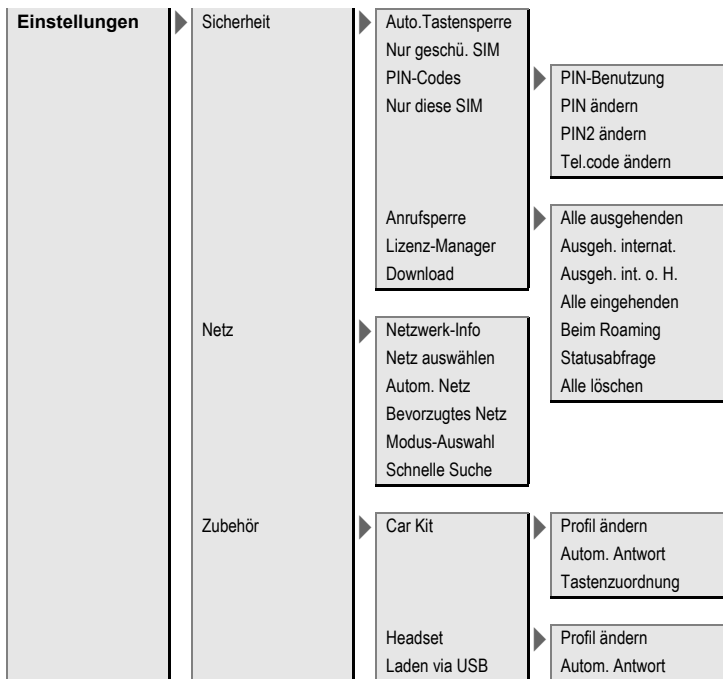 Einstellungen
Sicherheit
Auto.Tastensperre
Nur geschü. SIM
PIN-Codes
Nur diese SIM
PIN-Benutzung
PIN ändern
PIN2 ändern
Tel.code ändern
Anrufsperre
Lizenz-Manager
Download
Alle ausgehenden
Ausgeh. internat.
Ausgeh. int. o. H.
Alle eingehenden
Beim Roaming
Statusabfrage
Alle löschen
Netz
Netzwerk-Info
Netz auswählen
Autom. Netz
Bevorzugtes Netz
Modus-Auswahl
Schnelle Suche
Zubehör
Car Kit
Profil ändern
Autom. Antwort
Tastenzuordnung
Headset
Laden via USB
Profil ändern
Autom. Antwort